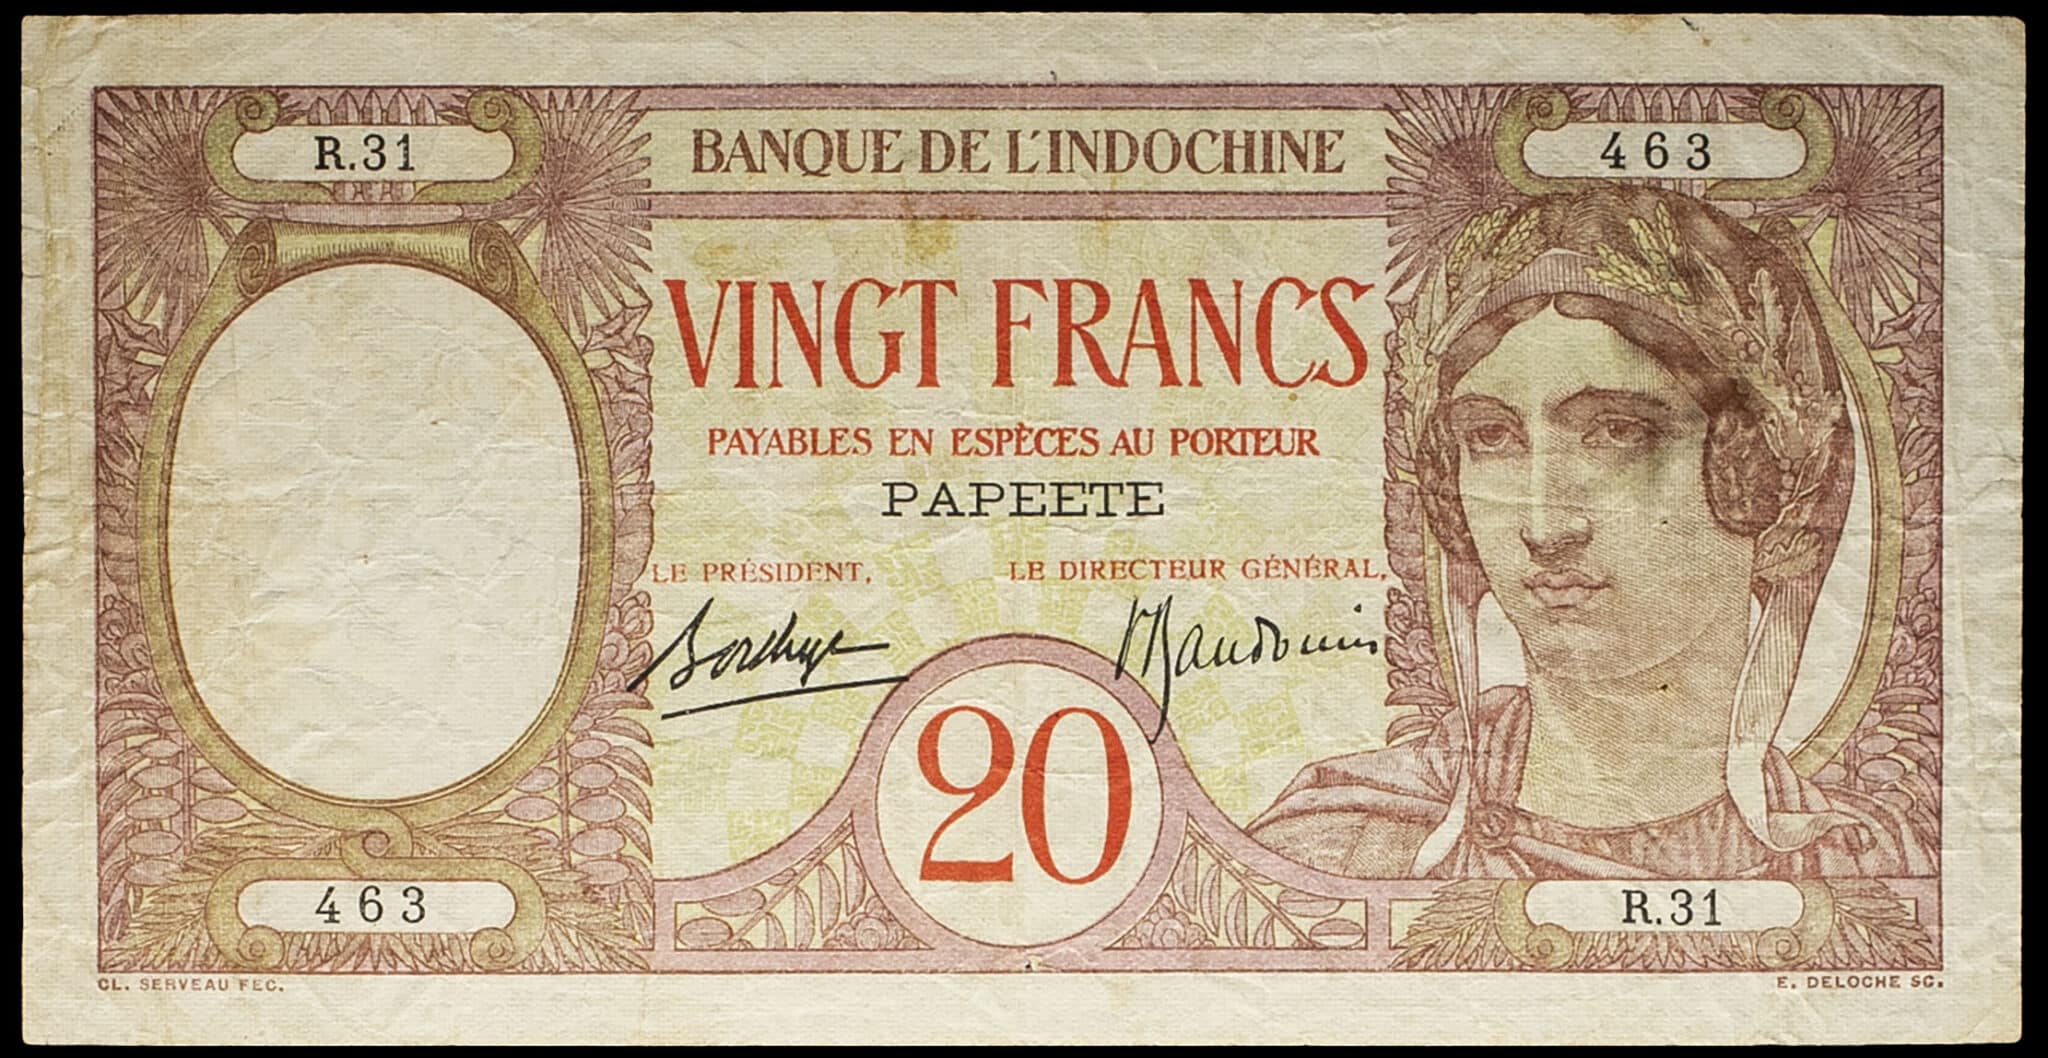 R.31
BANQUE DE L'INDOCHINE
463
VINGT FRANCS
PAYABLES EN ESPÈCES AU PORTEUR
PAPEETE
LE PRÉSIDENT,
LE DIRECTEUR GÉNÉRAL,
Baudouin
20
463
R.31
CL. SERVEAU FEC.
E. DELOCHE SC.